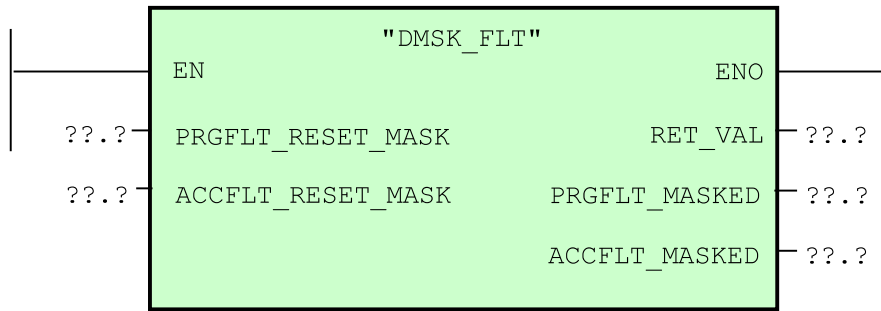 "DMSK_FLT"
EN ENO
??.? PRGFLT_RESET_MASK RET_VAL ??.?
??.? ACCFLT_RESET_MASK PRGFLT_MASKED ??.?
ACCFLT_MASKED ??.?